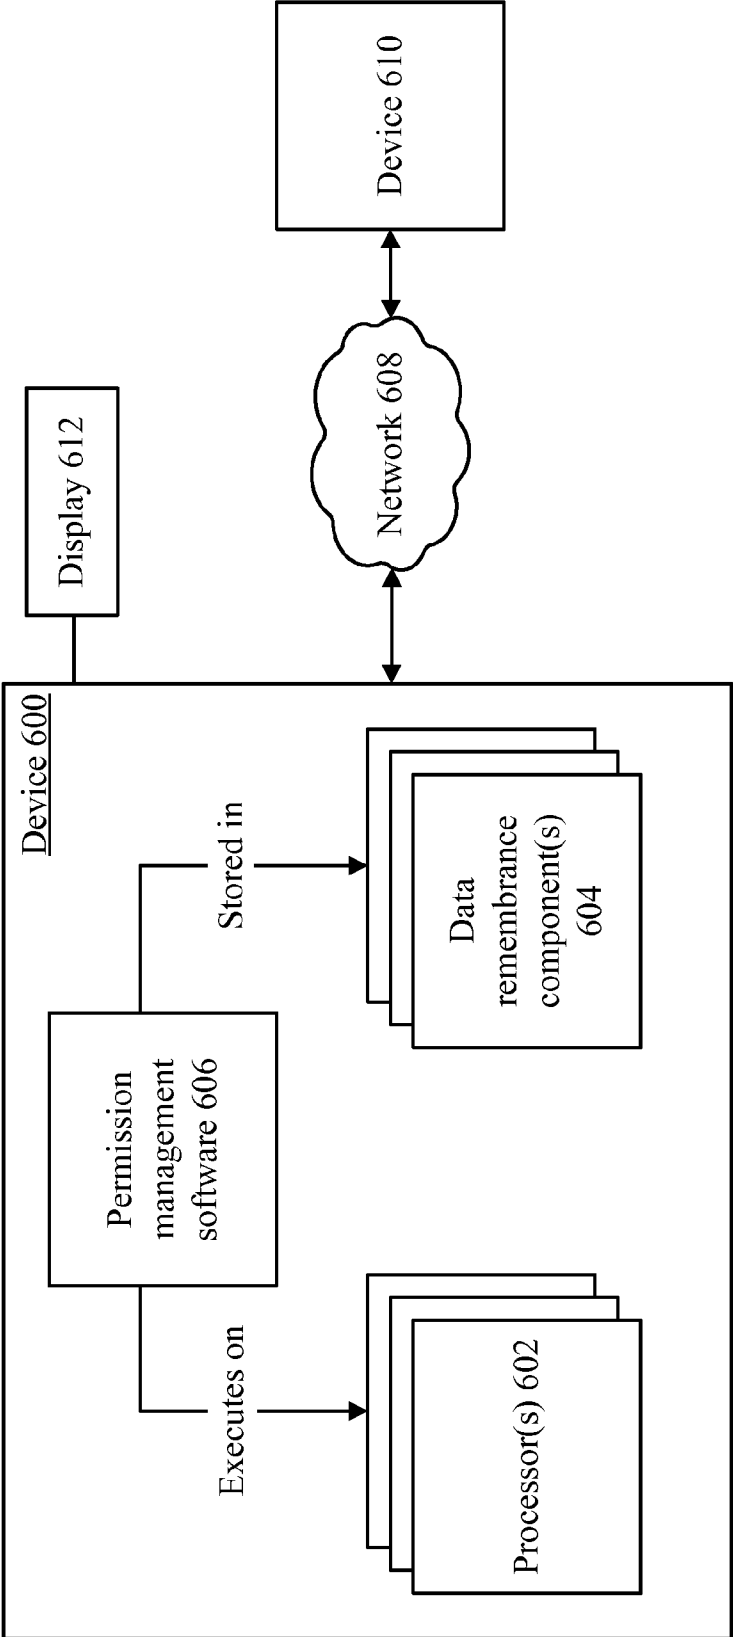 Device 600
Permission
management
software 606
Executes on
Stored in
Processor(s) 602
Data
remembrance
component(s)
604
Display 612
Network 608
Device 610